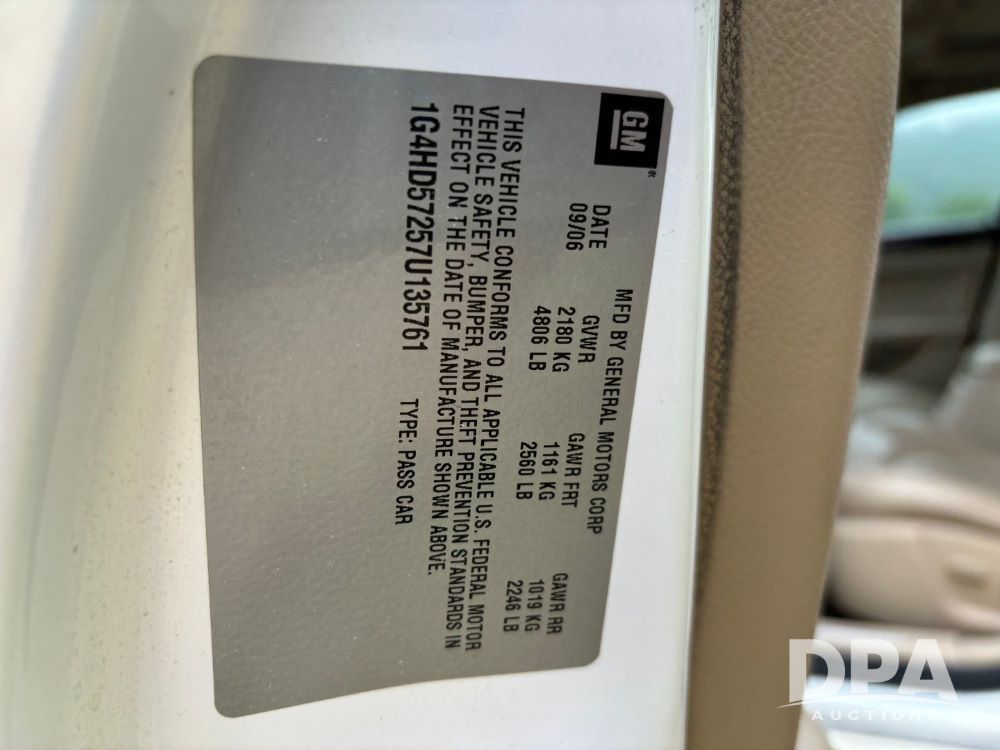 GM®
MFD BY GENERAL MOTORS CORP
DATE GVWR GAWR FRT GAWR RR
09/06 2180 KG 1161 KG 1019 KG
4806 LB 2560 LB 2246 LB
THIS VEHICLE CONFORMS TO ALL APPLICABLE U.S. FEDERAL MOTOR
VEHICLE SAFETY, BUMPER, AND THEFT PREVENTION STANDARDS IN
EFFECT ON THE DATE OF MANUFACTURE SHOWN ABOVE.
1G4HD57257U135761 TYPE: PASS CAR
DPA
AUCTIONS